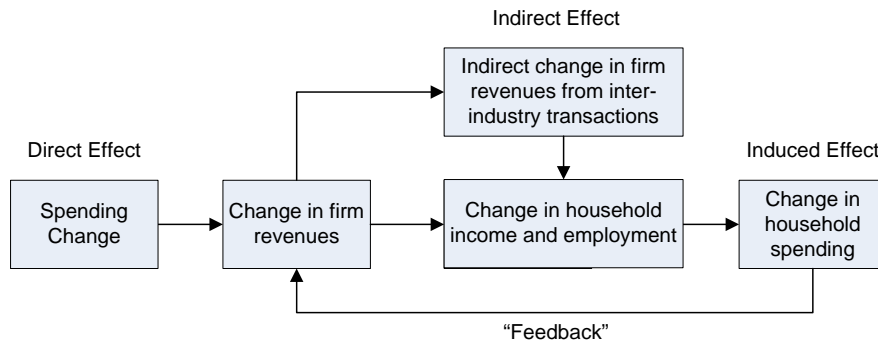 Indirect Effect
Indirect change in firm
revenues from inter-
industry transactions
Direct Effect
Induced Effect
Spending
Change
Change in firm
revenues
Change in household
income and employment
Change in
household
spending
“Feedback”